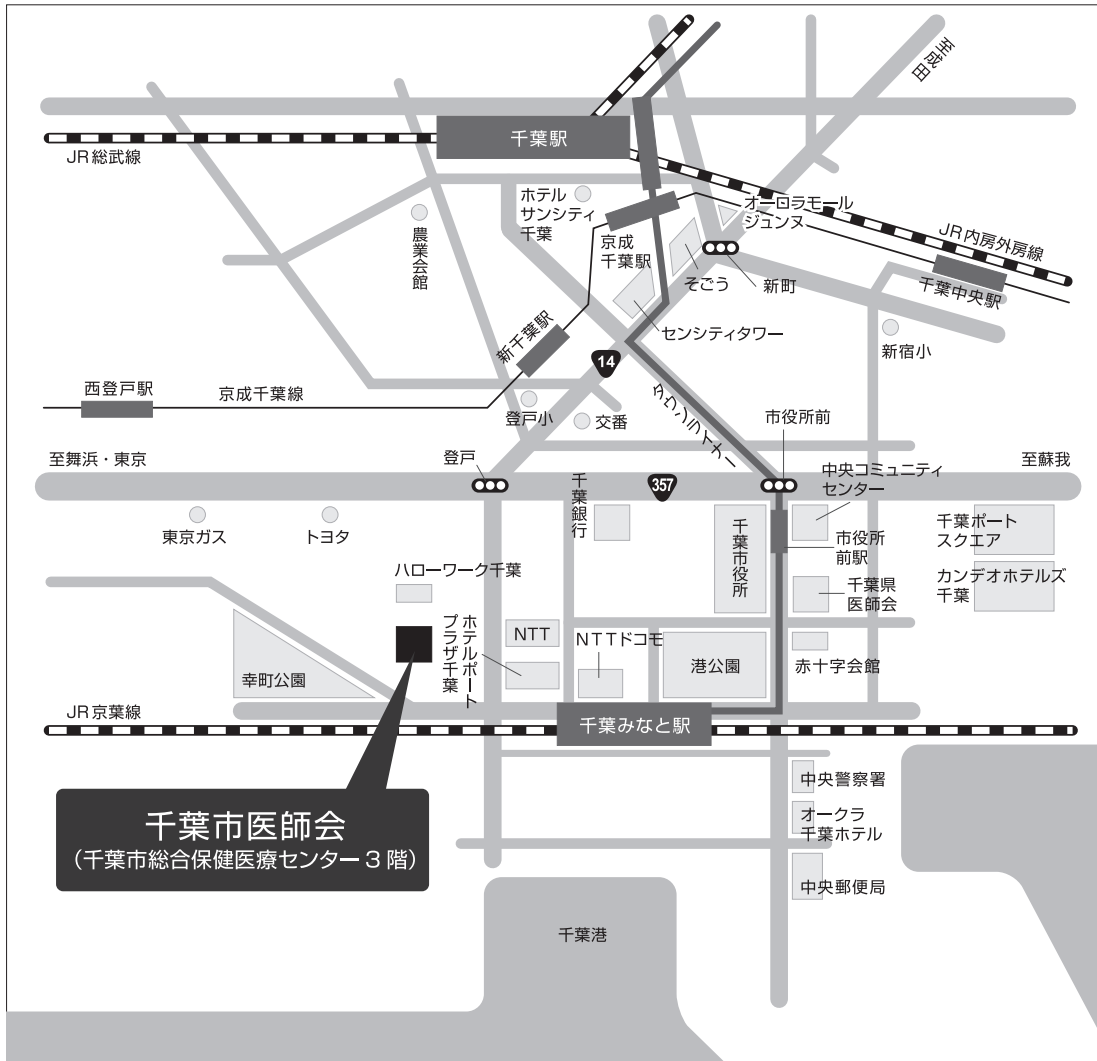 至成田
千葉駅
JR総武線
ホテル
サンシティ
千葉
オーロラモール
ジュンヌ
農業会館
京成
千葉駅
JR内房外房線
そごう
新町
千葉中央駅
センシティタワー
新千葉駅
新宿小
14
西登戸駅
京成千葉線
登戸小
交番
タウンライナー
市役所前
至舞浜・東京
登戸
至蘇我
357
中央コミュニティ
センター
千葉銀行
東京ガス
トヨタ
千葉市役所
市役所
前駅
千葉ポート
スクエア
ハローワーク千葉
千葉県
医師会
カンデオホテルズ
千葉
ホテルポート
プラザ千葉
NTT
NTTドコモ
港公園
赤十字会館
幸町公園
JR京葉線
千葉みなと駅
中央警察署
千葉市医師会
(千葉市総合保健医療センター3階)
オークラ
千葉ホテル
中央郵便局
千葉港